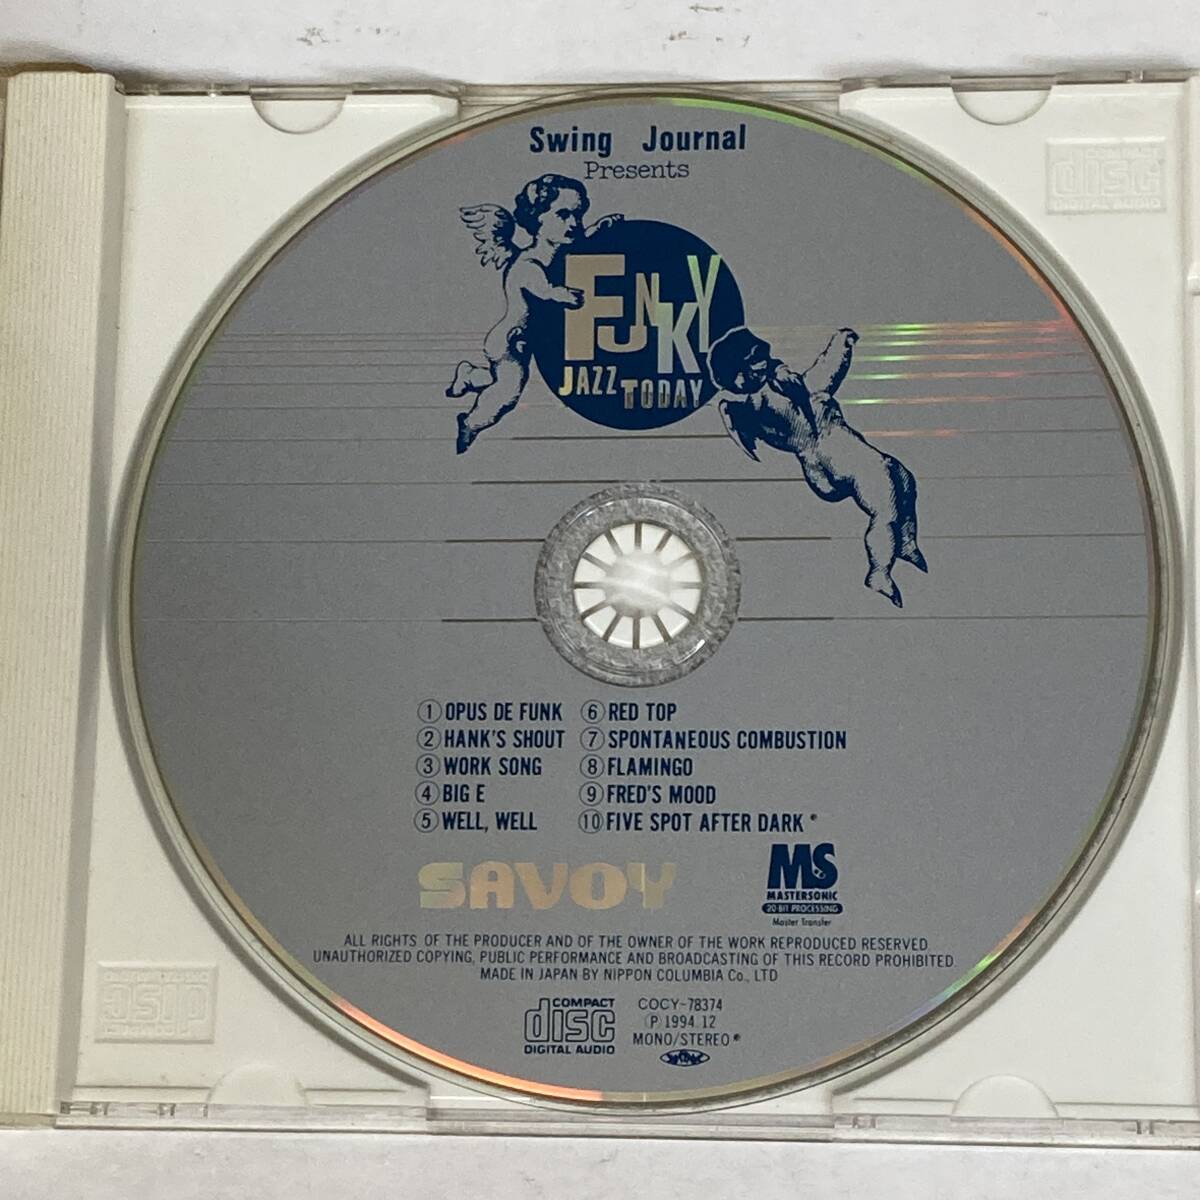 Swing Journal
Presents
FUNKY
JAZZ TODAY
① OPUS DE FUNK
② HANK'S SHOUT
③ WORK SONG
④ BIG E
⑤ WELL, WELL
⑥ RED TOP
⑦ SPONTANEOUS COMBUSTION
⑧ FLAMINGO
⑨ FRED'S MOOD
⑩ FIVE SPOT AFTER DARK *
SAVOY
MS
MASTERSONIC
20 BIT PROCESSING
Master Transfer
ALL RIGHTS OF THE PRODUCER AND OF THE OWNER OF THE WORK REPRODUCED RESERVED.
UNAUTHORIZED COPYING, PUBLIC PERFORMANCE AND BROADCASTING OF THIS RECORD PROHIBITED.
MADE IN JAPAN BY NIPPON COLUMBIA Co., LTD
COMPACT
disc
DIGITAL AUDIO
COCY-78374
Ⓟ 1994.12
MONO/STEREO *
disc
DIGITAL AUDIO
disc